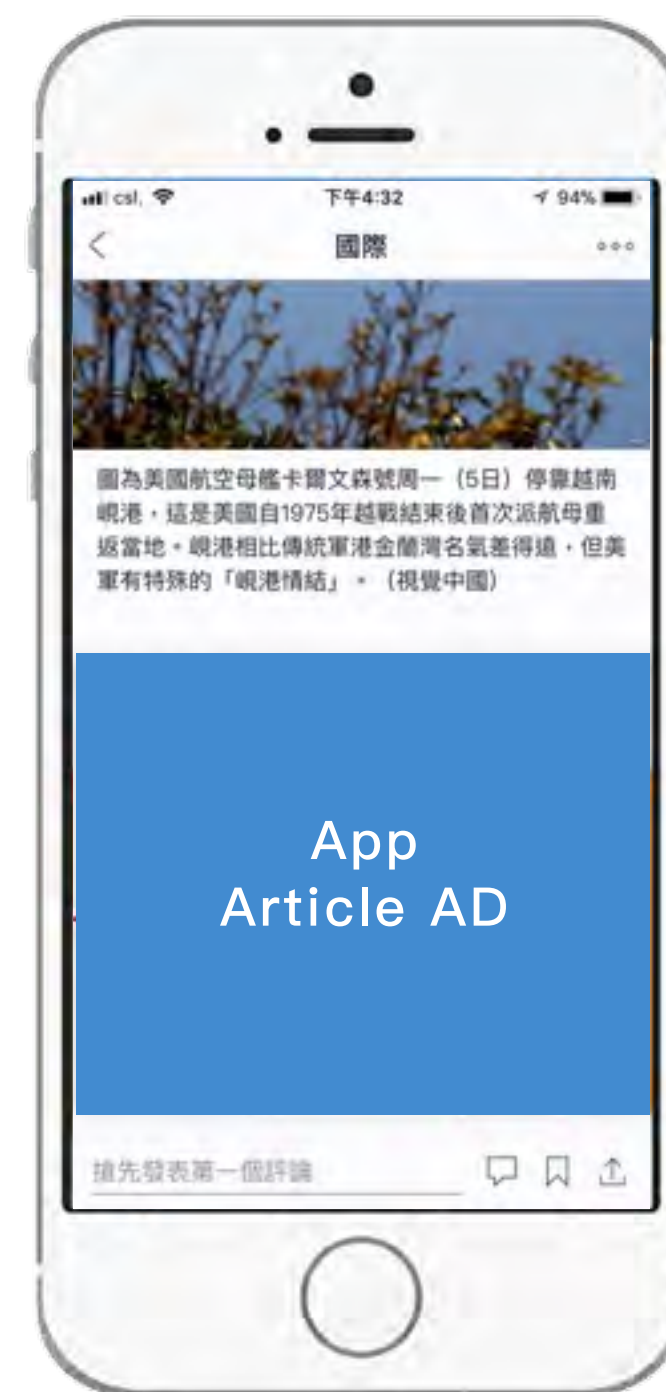 csl. 下午4:32 94%
國際
圖為美國航空母艦卡爾文森號周一（5日）停靠越南
峴港，這是美國自1975年越戰結束後首次派航母重
返當地。峴港相比傳統軍港金蘭灣名氣差得遠，但美
軍有特殊的「峴港情結」。（視覺中國）
App
Article AD
搶先發表第一個評論